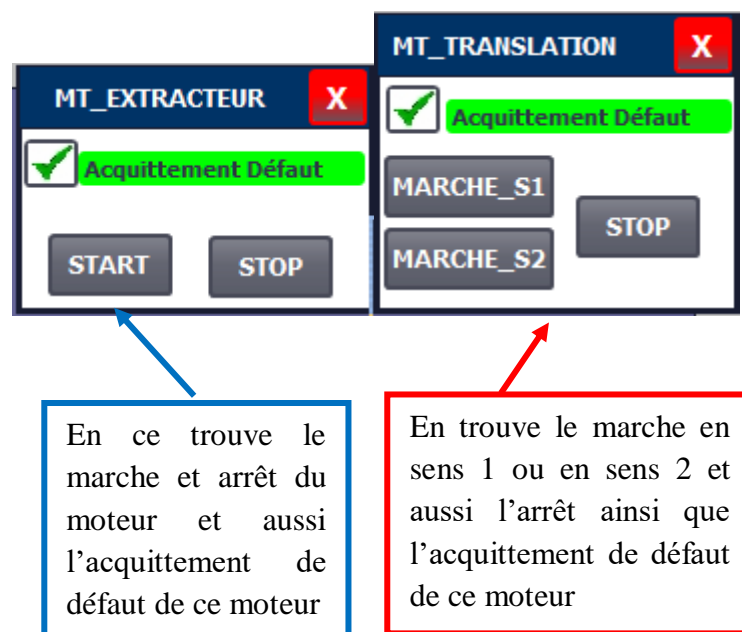 MT_EXTRACTEUR X
Acquittement Défaut
START STOP
MT_TRANSLATION X
Acquittement Défaut
MARCHE_S1
STOP
MARCHE_S2
En ce trouve le
marche et arrêt du
moteur et aussi
l’acquittement de
défaut de ce moteur
En trouve le marche en
sens 1 ou en sens 2 et
aussi l’arrêt ainsi que
l’acquittement de défaut
de ce moteur